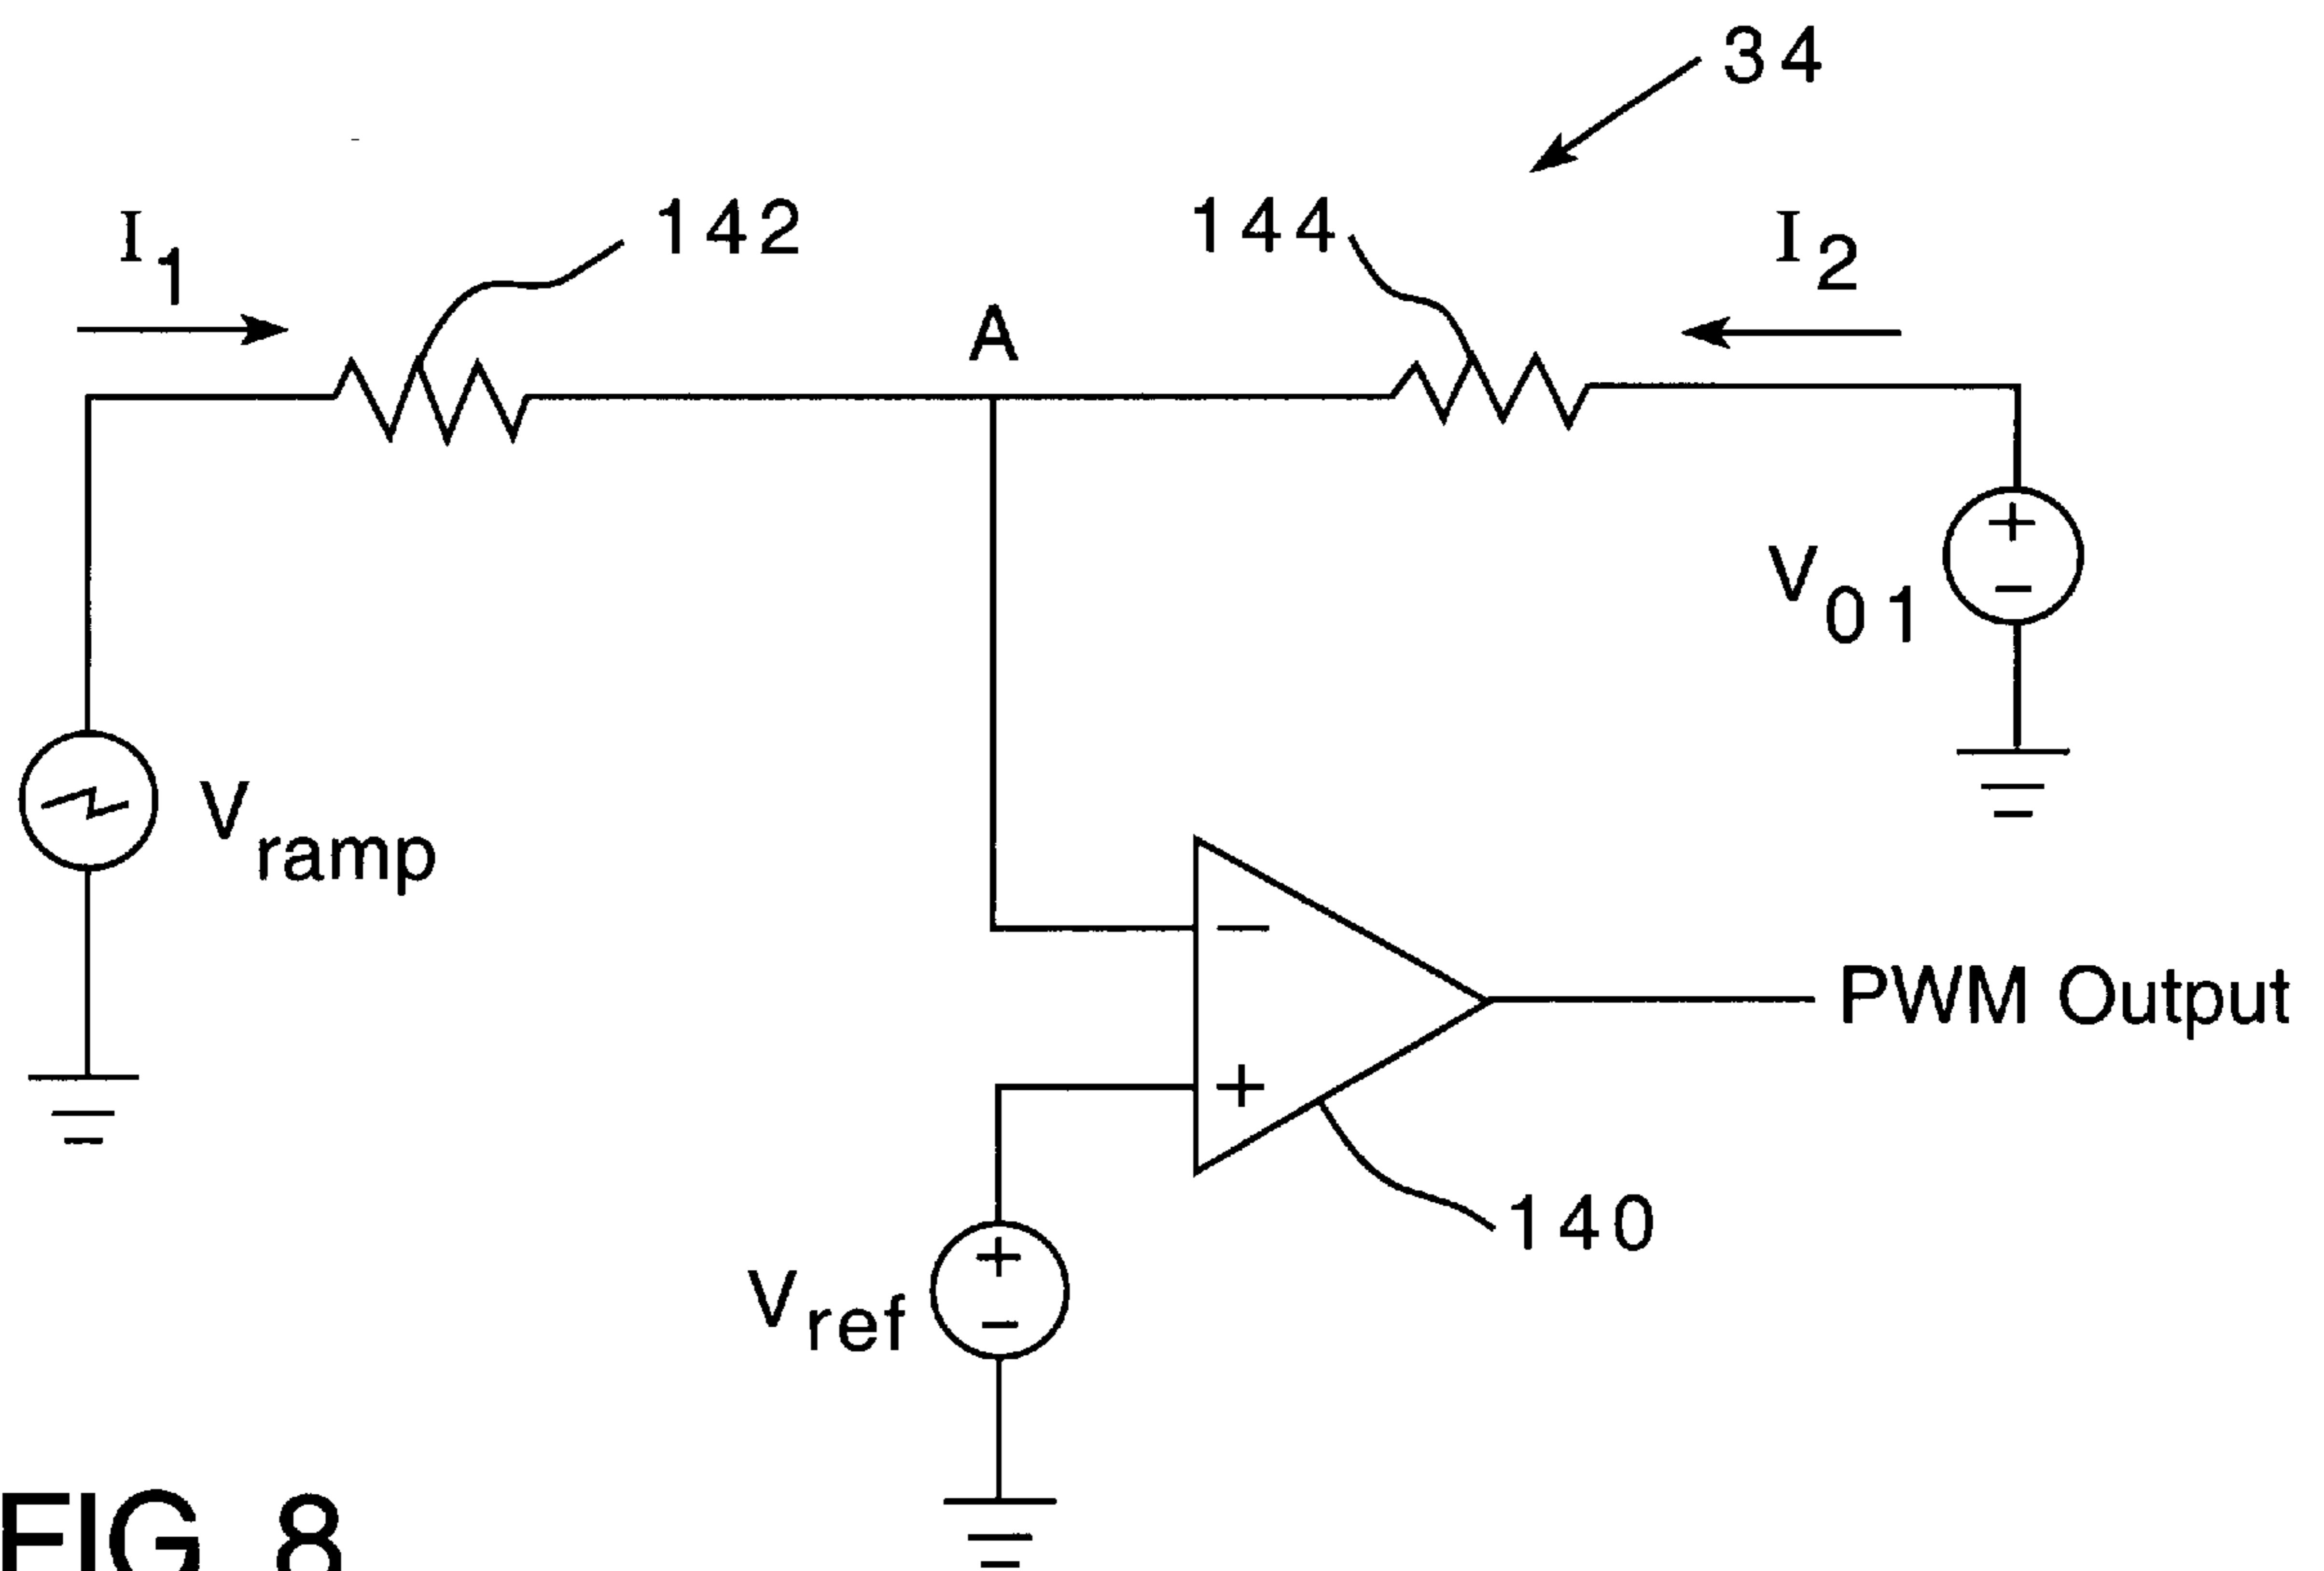 34
I1
142
144
I2
A
+
−
V01
Vramp
−
PWM Output
+
140
+
−
Vref
FIG 8